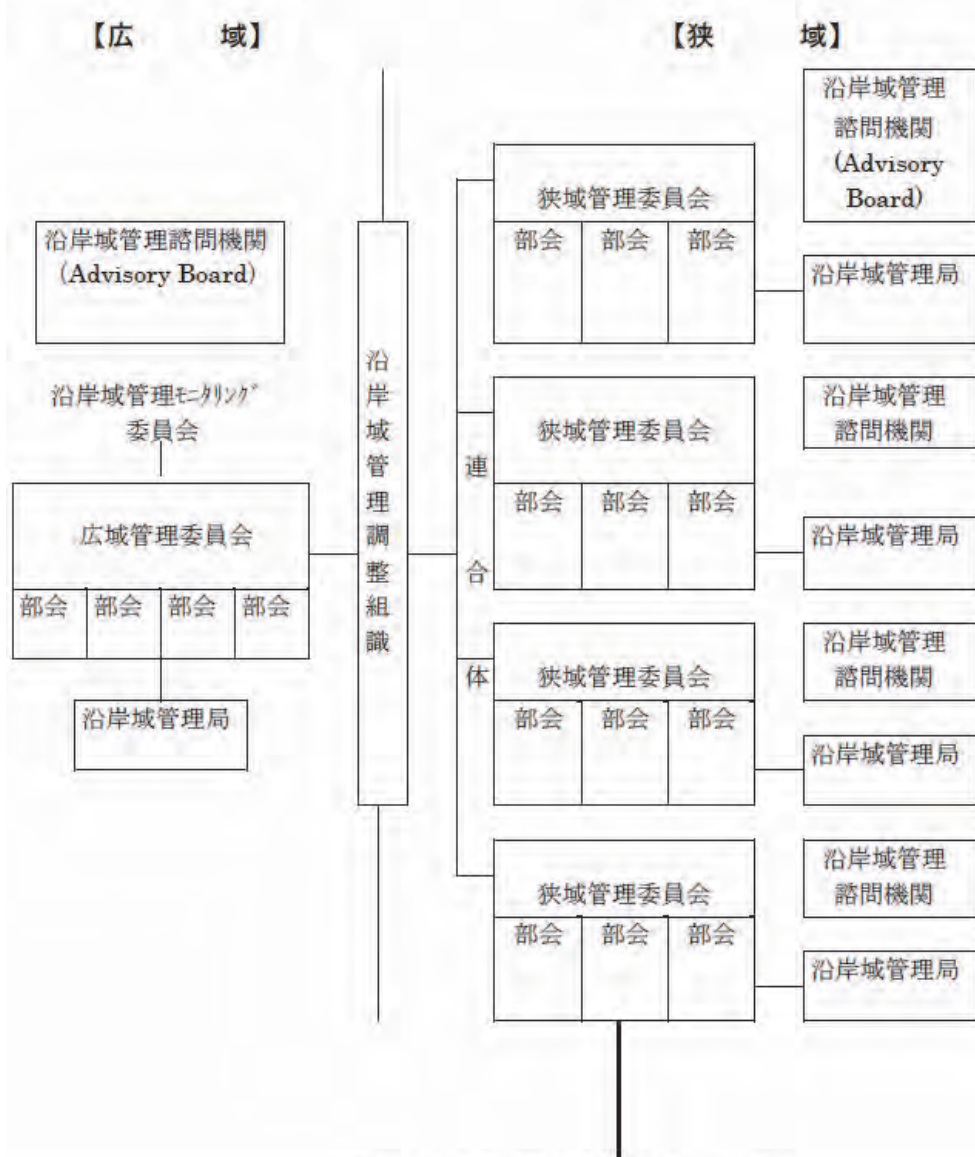 【広　　域】
沿岸域管理諮問機関
(Advisory Board)
沿岸域管理ﾓﾆﾀﾘﾝｸﾞ
委員会
広域管理委員会
部会 部会 部会 部会
沿岸域管理局
沿岸域管理調整組織
【狭　　域】
連合体
狭域管理委員会
部会 部会 部会
沿岸域管理
諮問機関
(Advisory
Board)
沿岸域管理局
狭域管理委員会
部会 部会 部会
沿岸域管理
諮問機関
沿岸域管理局
狭域管理委員会
部会 部会 部会
沿岸域管理
諮問機関
沿岸域管理局
狭域管理委員会
部会 部会 部会
沿岸域管理
諮問機関
沿岸域管理局